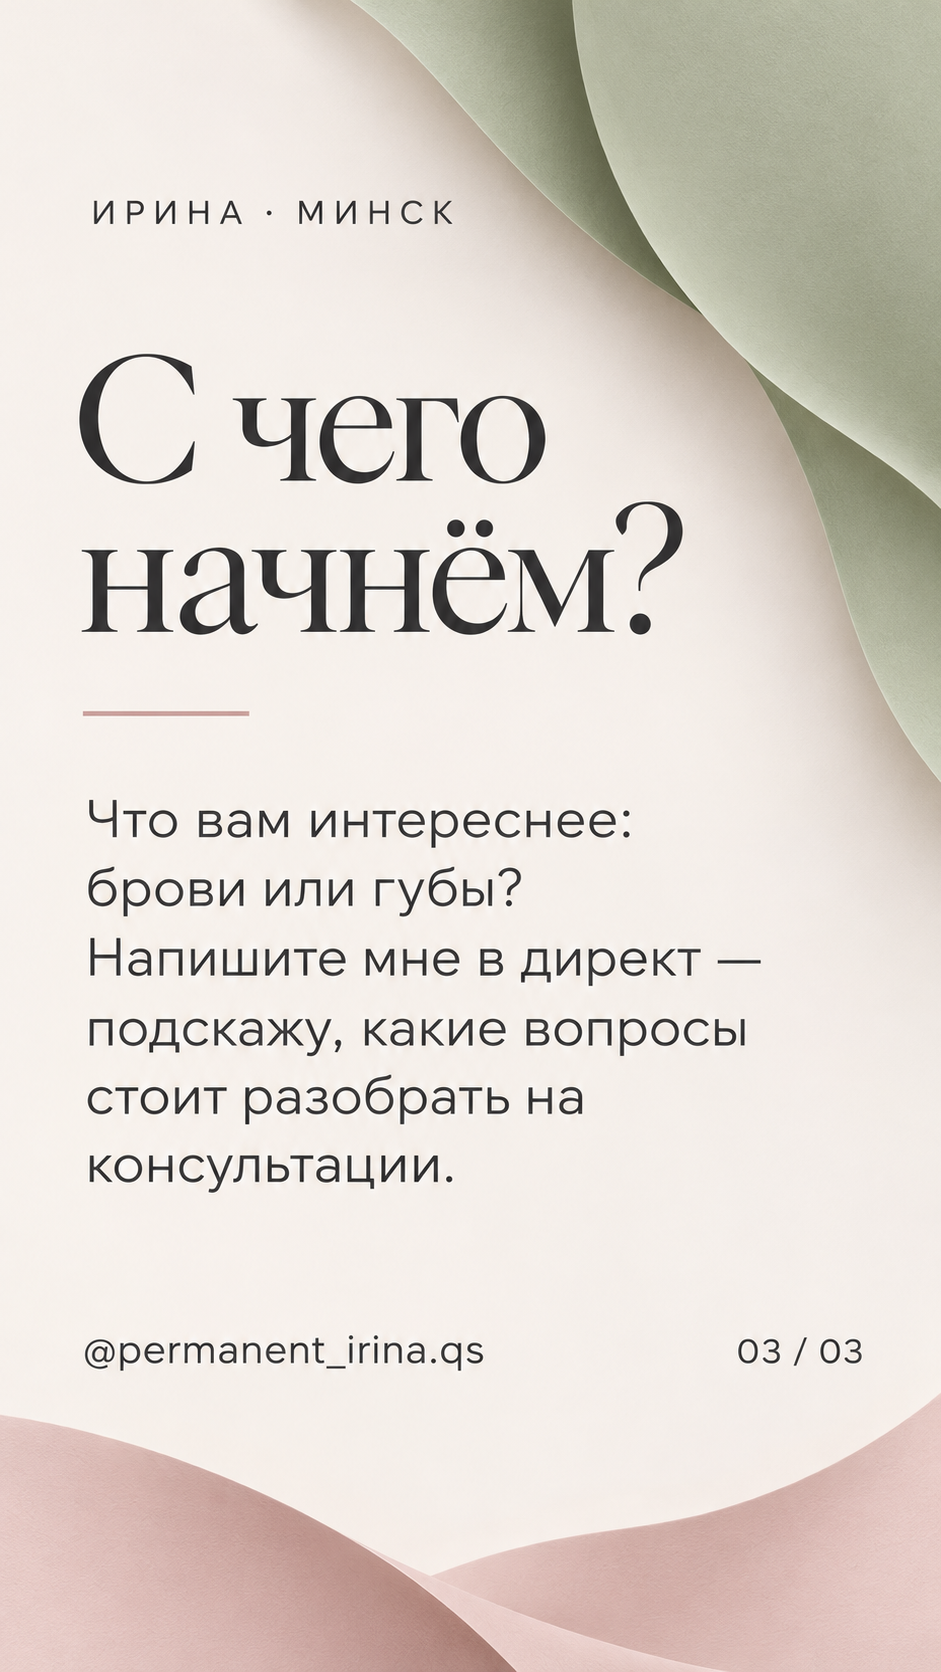 ИРИНА · МИНСК
С чего
начнём?
Что вам интереснее:
брови или губы?
Напишите мне в директ —
подскажу, какие вопросы
стоит разобрать на
консультации.
@permanent_irina.qs
03 / 03